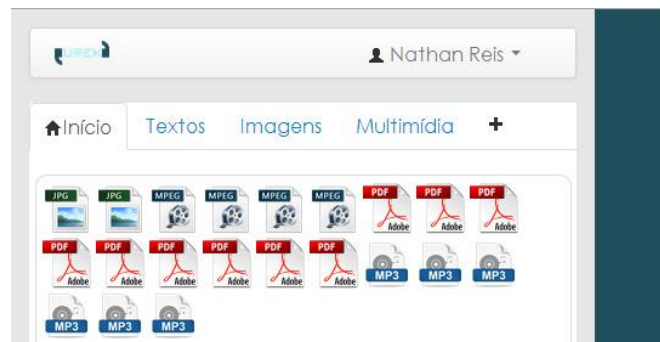 EUREKA
Nathan Reis
Início Textos Imagens Multimídia +
JPG JPG MPEG MPEG MPEG MPEG PDF Adobe PDF Adobe PDF Adobe
PDF Adobe PDF Adobe PDF Adobe PDF Adobe PDF Adobe PDF Adobe MP3 MP3 MP3
MP3 MP3 MP3